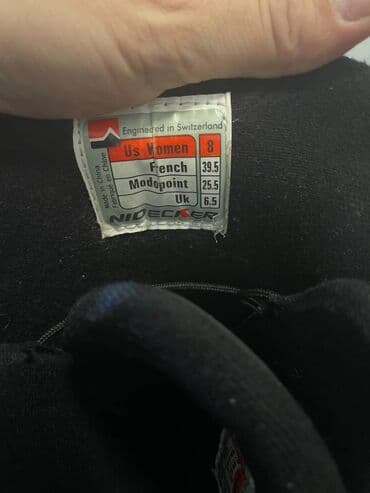 Engineered in Switzerland
Us Women 8
French 39.5
Modopoint 25.5
Uk 6.5
NIDECKER
Made in China
Fabriqué en Chine